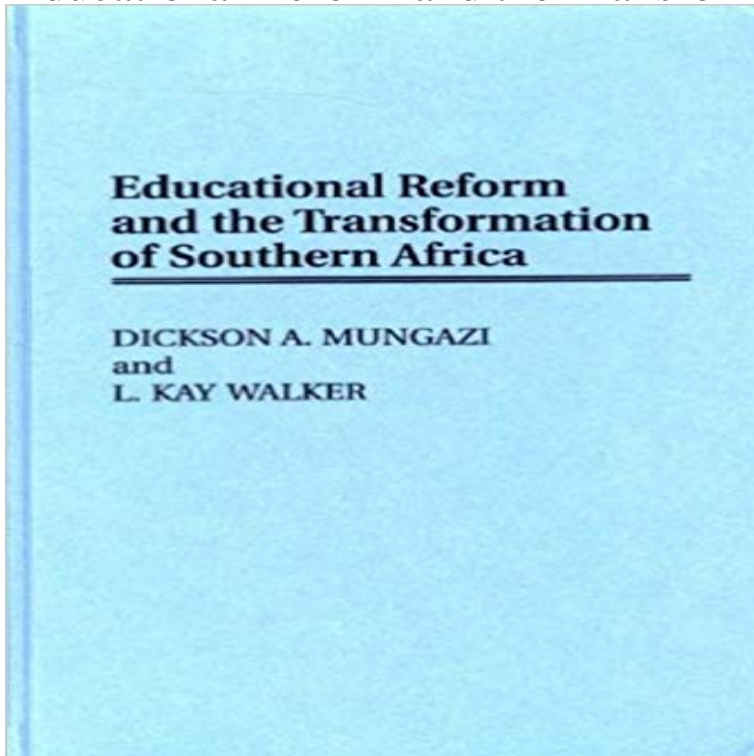 Educational Reform
and the Transformation
of Southern Africa
DICKSON A. MUNGAZI
and
L. KAY WALKER